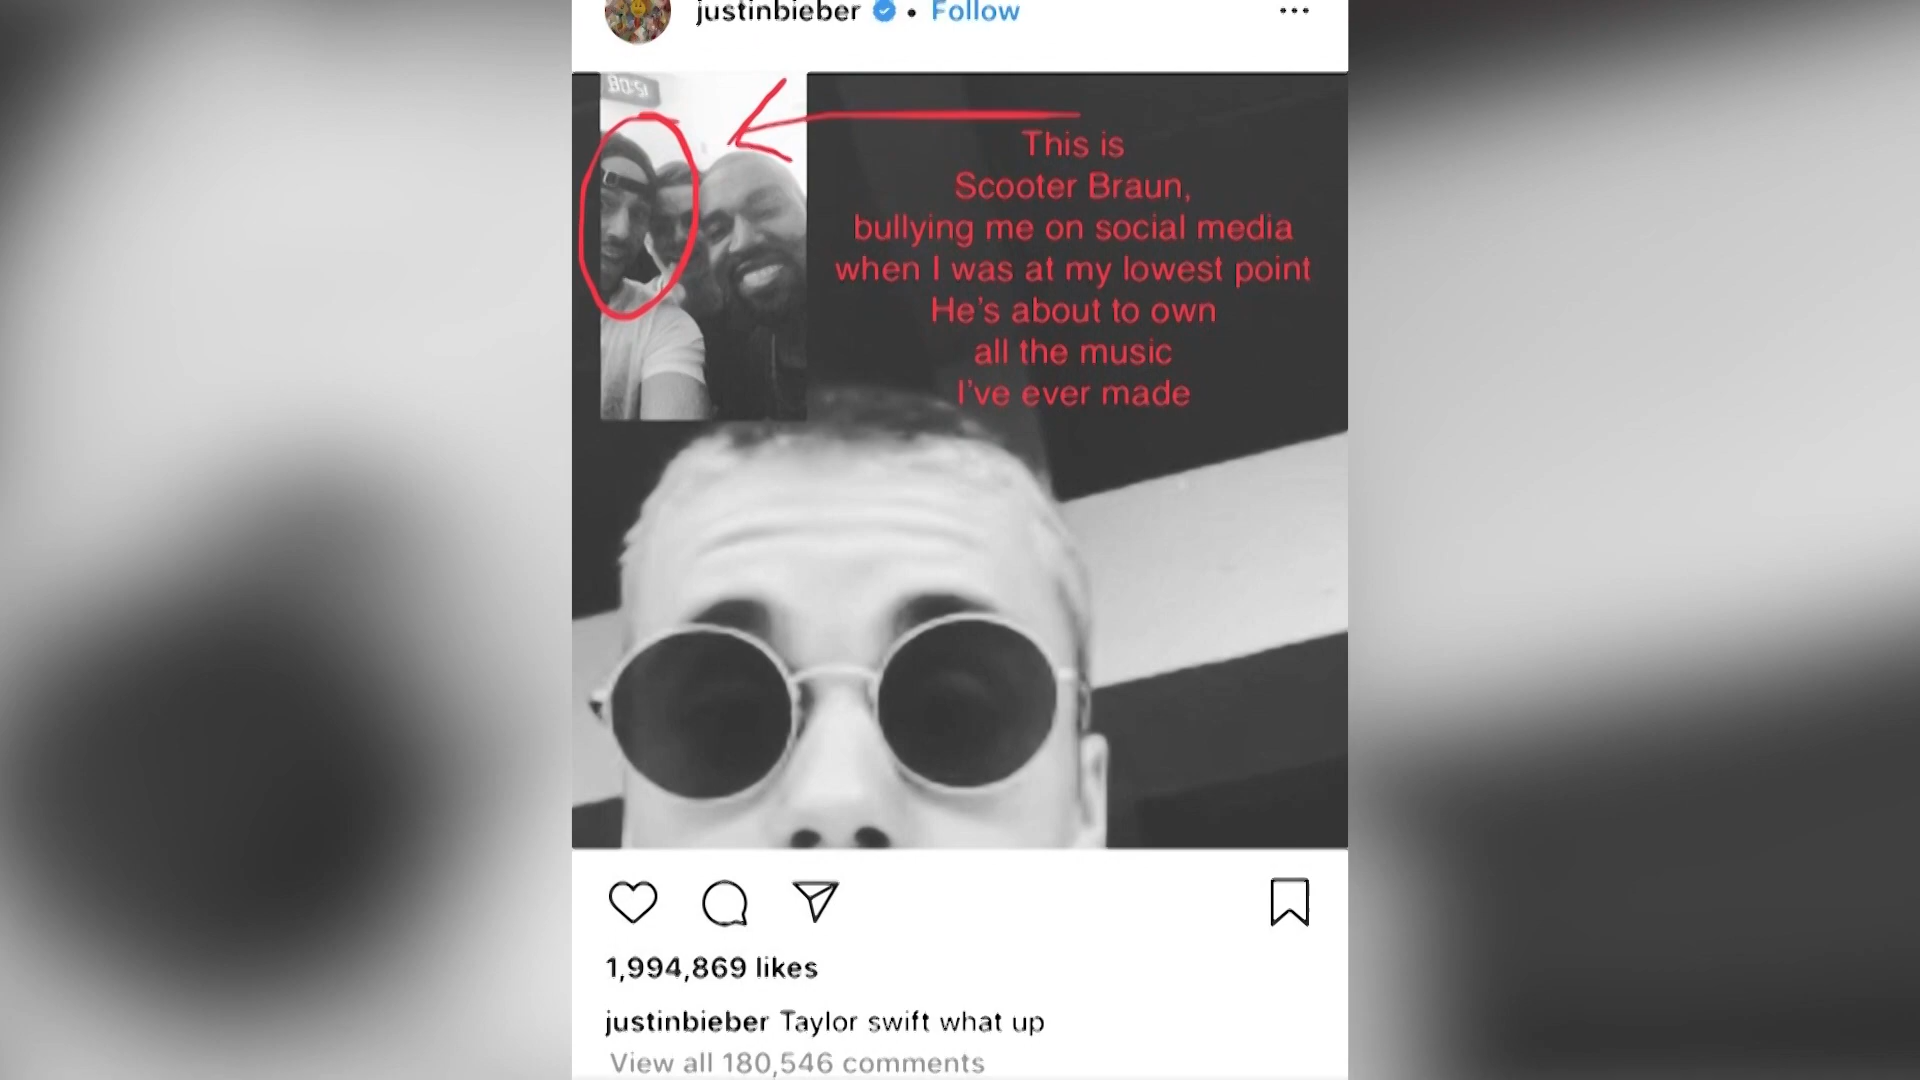 justinbieber • Follow
This is
Scooter Braun,
bullying me on social media
when I was at my lowest point
He's about to own
all the music
I've ever made
1,994,869 likes
justinbieber Taylor swift what up
View all 180,546 comments